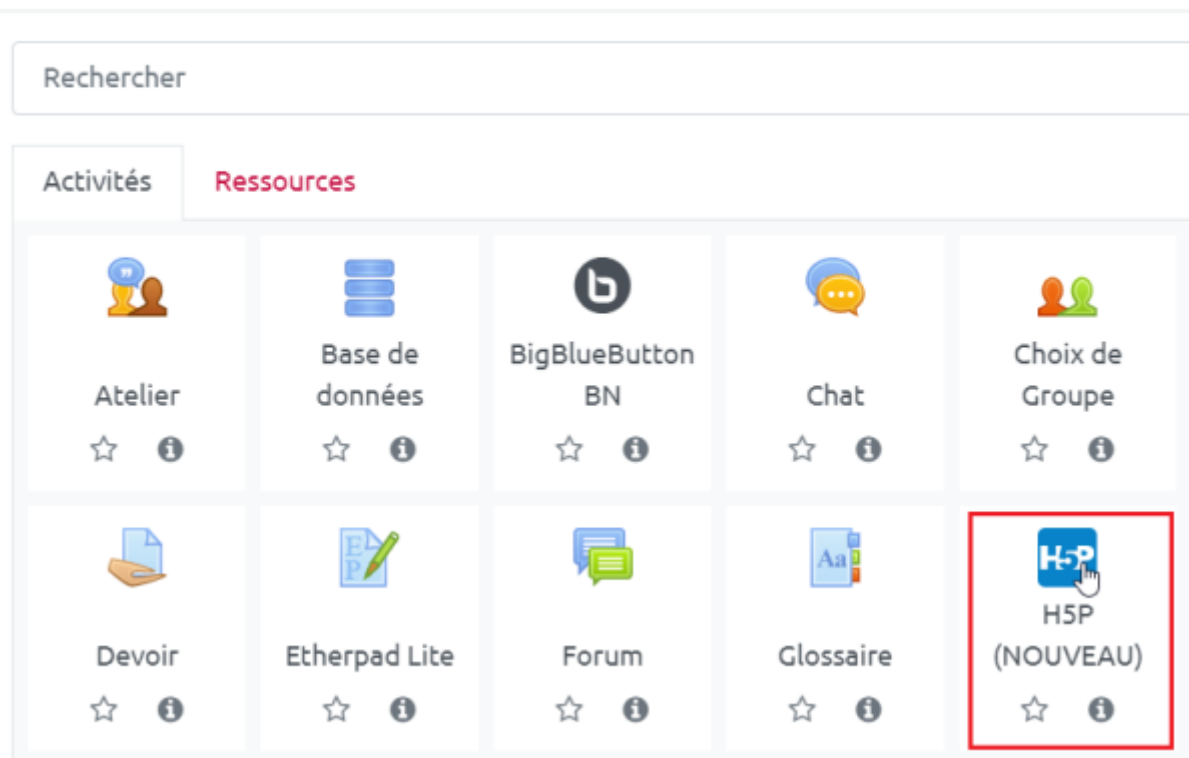 Rechercher
Activités Ressources
Base de BigBlueButton Choix de
Atelier données BN Chat Groupe
H5P
H5P
Devoir Etherpad Lite Forum Glossaire (NOUVEAU)